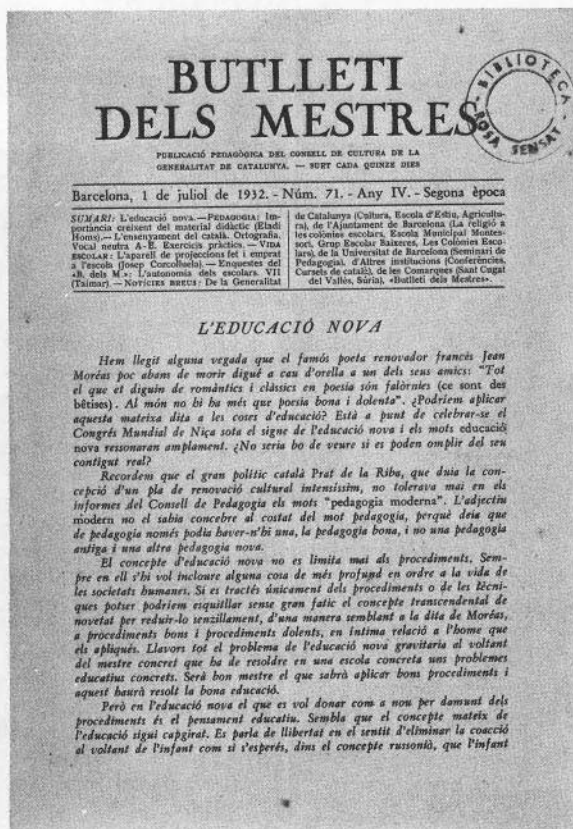 BUTLLETI
DELS MESTRES
BIBLIOTECA
ROSA SENSAT
PUBLICACIÓ PEDAGÒGICA DEL CONSELL DE CULTURA DE LA
GENERALITAT DE CATALUNYA. — SURT CADA QUINZE DIES
Barcelona, 1 de juliol de 1932. - Núm. 71. - Any IV. - Segona època
SUMARI: L'educació nova. — PEDAGOGIA: Im-
portància creixent del material didàctic (Eladi
Homs). — L'ensenyament del català. Ortografia.
Vocal neutra A-E. Exercicis pràctics. — VIDA
ESCOLAR: L'aparell de projeccions fet i emprat
a l'escola (Josep Corcolhuela). — Enquestes del
«B. dels M.»: L'autonomia dels escolars. VII
(Taimar). — NOTÍCIES BREUS: De la Generalitat
de Catalunya (Cultura, Escola d'Estiu, Agricultu-
ra), de l'Ajuntament de Barcelona (La religió a
les colònies escolars, Escola Municipal Montes-
sori, Grup Escolar Baixeres, Les Colònies Esco-
lars), de la Universitat de Barcelona (Seminari de
Pedagogia), d'Altres institucions (Conferències,
Cursets de català), de les Comarques (Sant Cugat
del Vallès, Súria), «Butlletí dels Mestres».
L'EDUCACIÓ NOVA
Hem llegit alguna vegada que el famós poeta renovador francès Jean
Moréas poc abans de morir digué a cau d'orella a un dels seus amics: "Tot
el que et diguin de romàntics i clàssics en poesia són falòrnies (ce sont des
bêtises). Al món no hi ha més que poesia bona i dolenta". ¿Podríem aplicar
aquesta mateixa dita a les coses d'educació? Està a punt de celebrar-se el
Congrés Mundial de Niça sota el signe de l'educació nova i els mots educació
nova ressonaran amplament. ¿No seria bo de veure si es poden omplir del seu
contigut real?
Recordem que el gran polític català Prat de la Riba, que duia la con-
cepció d'un pla de renovació cultural intensíssim, no tolerava mai en els
informes del Consell de Pedagogia els mots "pedagogia moderna". L'adjectiu
modern no el sabia concebre al costat del mot pedagogia, perquè deia que
de pedagogia només podia haver-n'hi una, la pedagogia bona, i no una pedagogia
antiga i una altra pedagogia nova.
El concepte d'educació nova no es limita mai als procediments. Sem-
pre en ell s'hi vol incloure alguna cosa de més profund en ordre a la vida de
les societats humanes. Si es tractés únicament dels procediments o de les tècni-
ques potser podríem esquitllar sense gran fatic el concepte transcendental de
novetat per reduir-lo senzillament, d'una manera semblant a la dita de Moréas,
a procediments bons i procediments dolents, en íntima relació a l'home que
els apliqués. Llavors tot el problema de l'educació nova gravitaria al voltant
del mestre concret que ha de resoldre en una escola concreta uns problemes
educatius concrets. Serà bon mestre el que sabrà aplicar bons procediments i
aquest haurà resolt la bona educació.
Però en l'educació nova el que es vol donar com a nou per damunt dels
procediments és el pensament educatiu. Sembla que el concepte mateix de
l'educació sigui capgirat. Es parla de llibertat en el sentit d'eliminar la coacció
al voltant de l'infant com si s'esperés, dins el concepte russonià, que l'infant